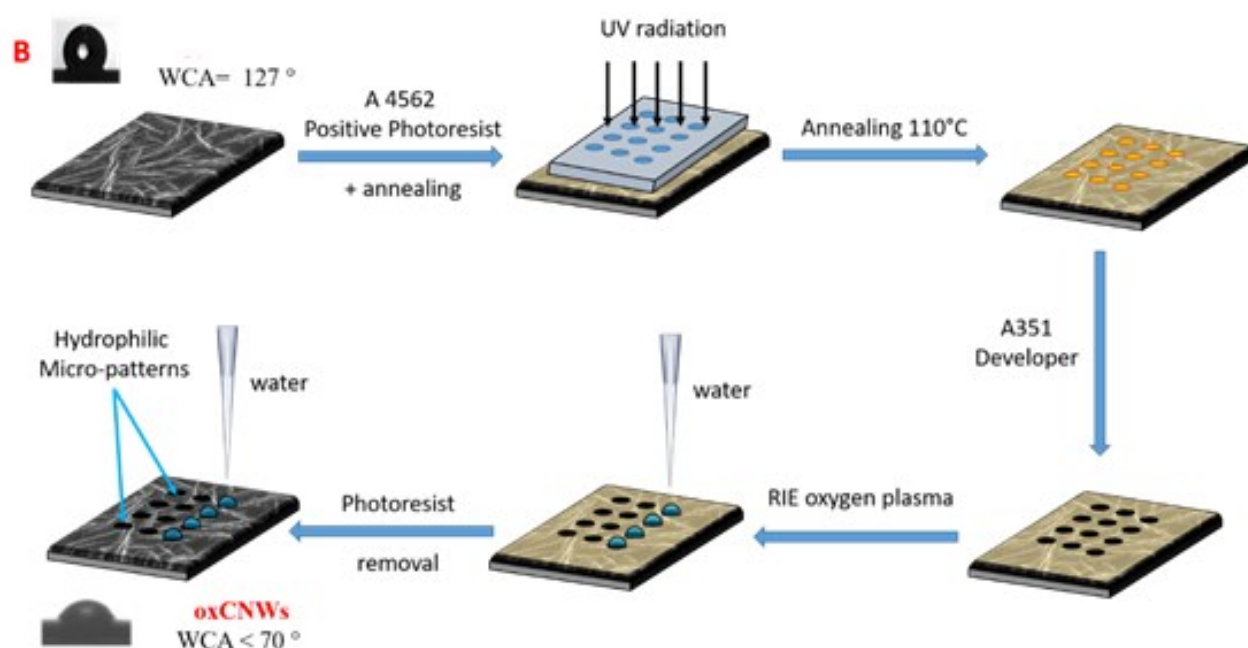 B
WCA= 127 °
A 4562
Positive Photoresist
+ annealing
UV radiation
Annealing 110°C
A351
Developer
RIE oxygen plasma
water
Photoresist
removal
water
Hydrophilic
Micro-patterns
oxCNWs
WCA < 70 °